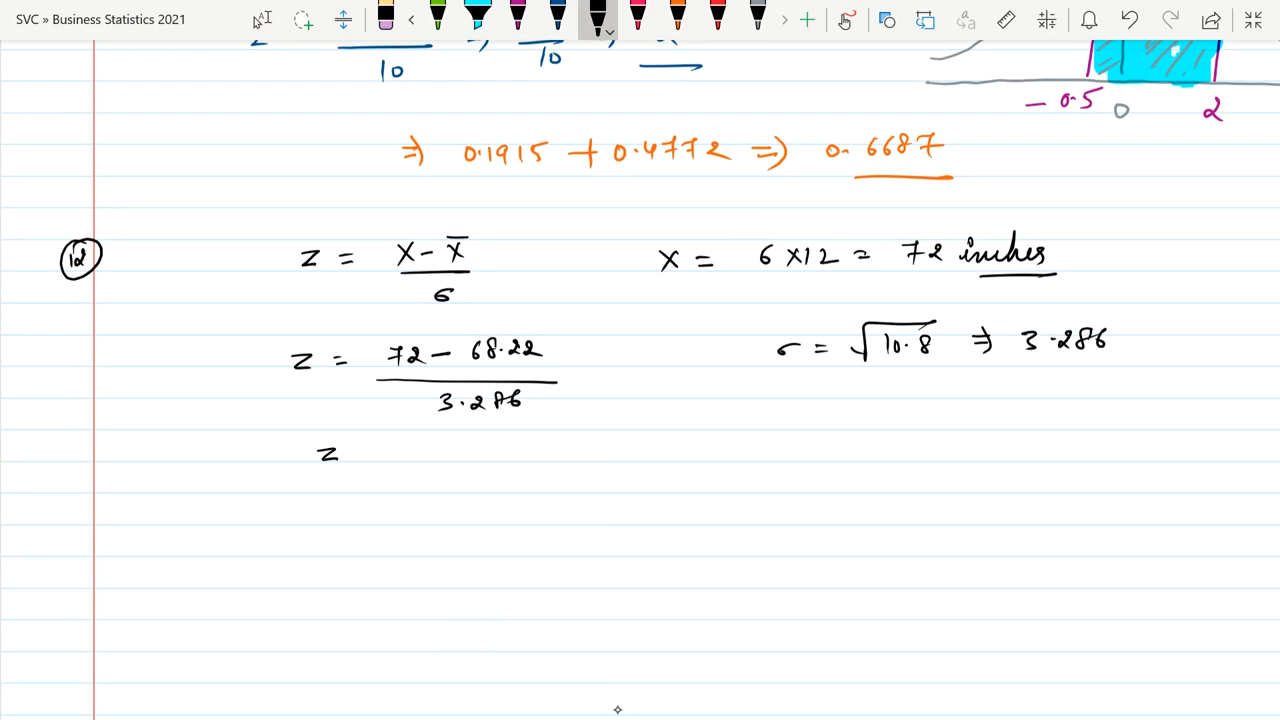 SVC » Business Statistics 2021
10
10
- 0.5 0 2
⇒ 0.1915 + 0.4772 ⇒ 0.6687
12 z = x - x̄ / σ x = 6 x 12 = 72 inches
z = 72 - 68.22 / 3.286 σ = √10.8 ⇒ 3.286
z